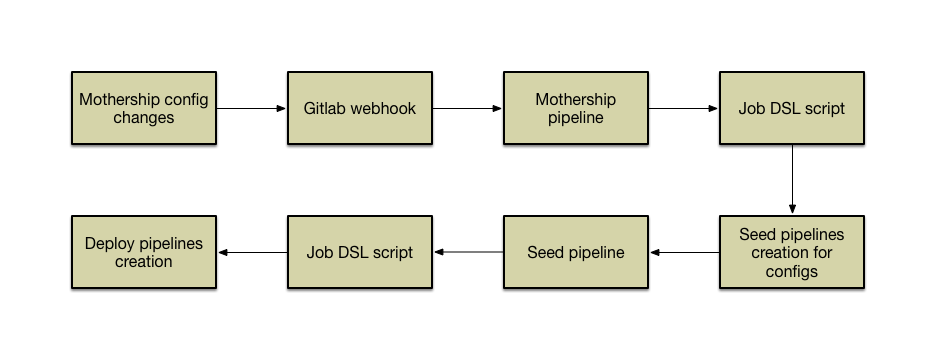 Mothership config
changes
Gitlab webhook
Mothership
pipeline
Job DSL script
Deploy pipelines
creation
Job DSL script
Seed pipeline
Seed pipelines
creation for
configs